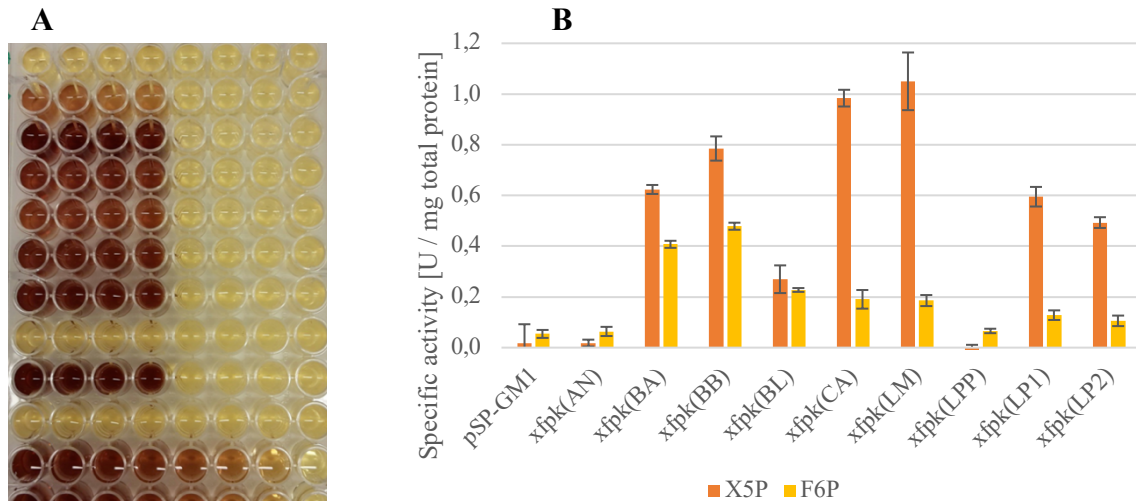 A
B
Specific activity [U / mg total protein]
1,2
1,0
0,8
0,6
0,4
0,2
0,0
pSP-GM1
xfpk(AN)
xfpk(BA)
xfpk(BB)
xfpk(BL)
xfpk(CA)
xfpk(LM)
xfpk(LPP)
xfpk(LP1)
xfpk(LP2)
X5P F6P